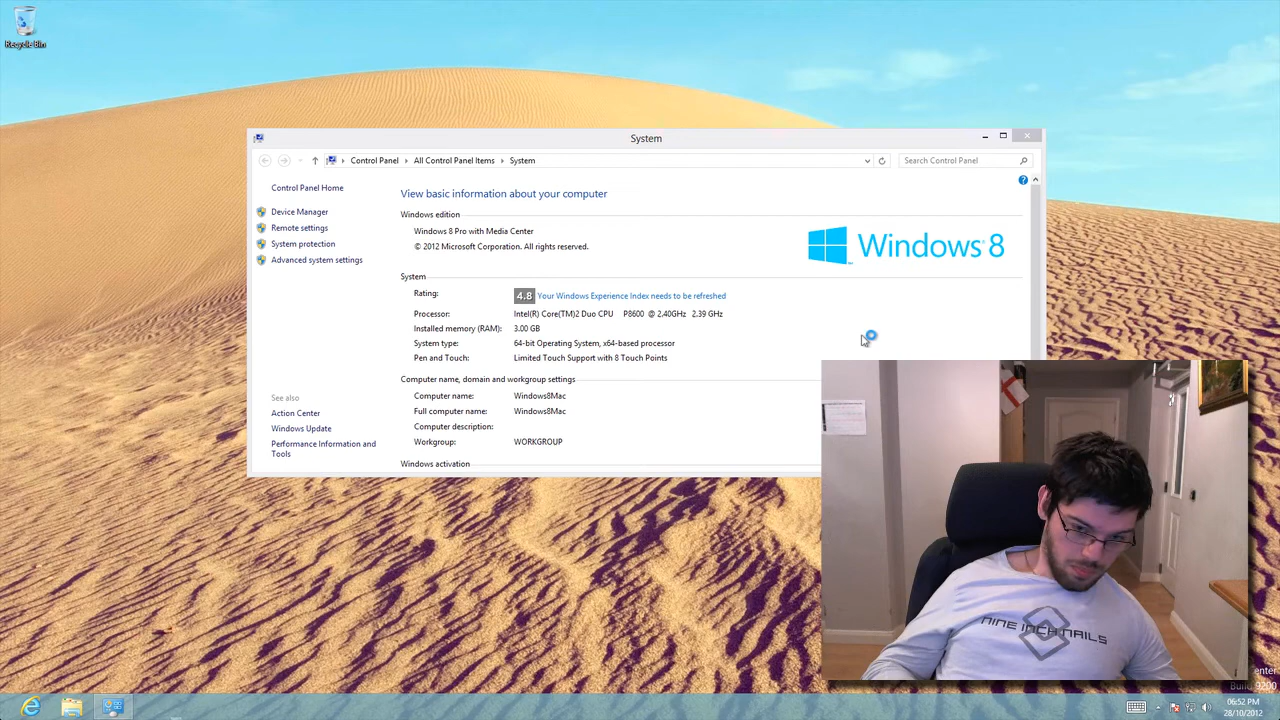 Recycle Bin
System
Control Panel
All Control Panel Items
System
Search Control Panel
Control Panel Home
Device Manager
Remote settings
System protection
Advanced system settings
See also
Action Center
Windows Update
Performance Information and
Tools
View basic information about your computer
Windows edition
Windows 8 Pro with Media Center
© 2012 Microsoft Corporation. All rights reserved.
Windows 8
System
Rating: 4.8 Your Windows Experience Index needs to be refreshed
Processor: Intel(R) Core(TM)2 Duo CPU P8600 @ 2.40GHz 2.39 GHz
Installed memory (RAM): 3.00 GB
System type: 64-bit Operating System, x64-based processor
Pen and Touch: Limited Touch Support with 8 Touch Points
Computer name, domain and workgroup settings
Computer name: Windows8Mac
Full computer name: Windows8Mac
Computer description:
Workgroup: WORKGROUP
Windows activation
NINE INCH NAILS
enter
Build 9200
06:52 PM
28/10/2012